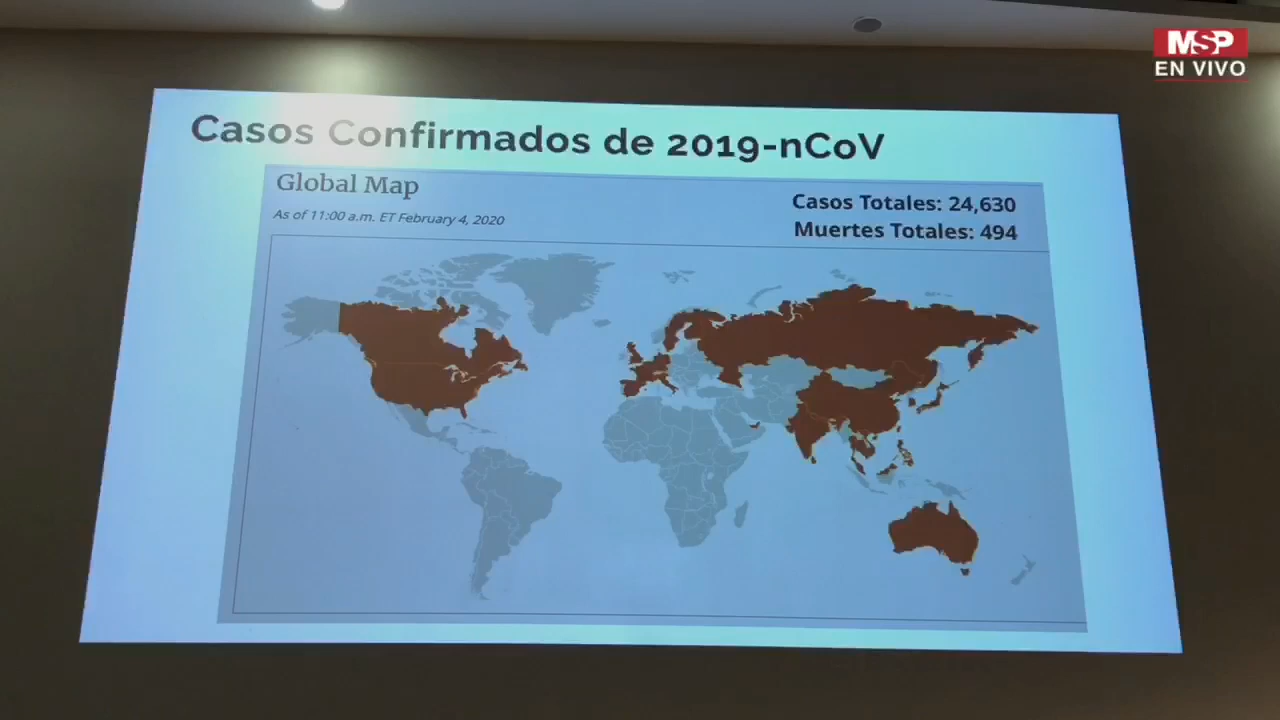 MSP
EN VIVO
Casos Confirmados de 2019-nCoV
Global Map
As of 11:00 a.m. ET February 4, 2020
Casos Totales: 24,630
Muertes Totales: 494